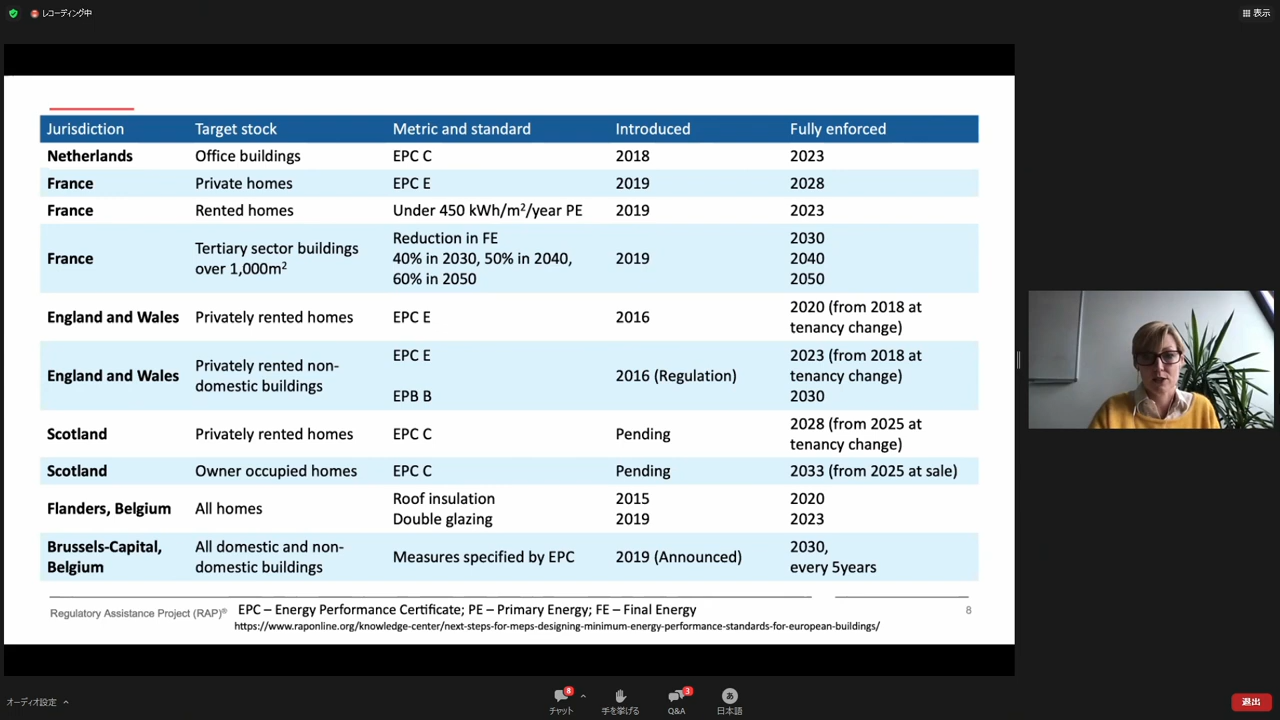 レコーディング中
表示
Jurisdiction Target stock Metric and standard Introduced Fully enforced
Netherlands Office buildings EPC C 2018 2023
France Private homes EPC E 2019 2028
France Rented homes Under 450 kWh/m²/year PE 2019 2023
France Tertiary sector buildings over 1,000m² Reduction in FE 40% in 2030, 50% in 2040, 60% in 2050 2019 2030 2040 2050
England and Wales Privately rented homes EPC E 2016 2020 (from 2018 at tenancy change)
England and Wales Privately rented non-domestic buildings EPC E EPB B 2016 (Regulation) 2023 (from 2018 at tenancy change) 2030
Scotland Privately rented homes EPC C Pending 2028 (from 2025 at tenancy change)
Scotland Owner occupied homes EPC C Pending 2033 (from 2025 at sale)
Flanders, Belgium All homes Roof insulation Double glazing 2015 2019 2020 2023
Brussels-Capital, Belgium All domestic and non-domestic buildings Measures specified by EPC 2019 (Announced) 2030, every 5years
Regulatory Assistance Project (RAP)® EPC – Energy Performance Certificate; PE – Primary Energy; FE – Final Energy 8
https://www.raponline.org/knowledge-center/next-steps-for-meps-designing-minimum-energy-performance-standards-for-european-buildings/
オーディオ設定
8
チャット
手を挙げる
3
Q&A
あ
日本語
退出